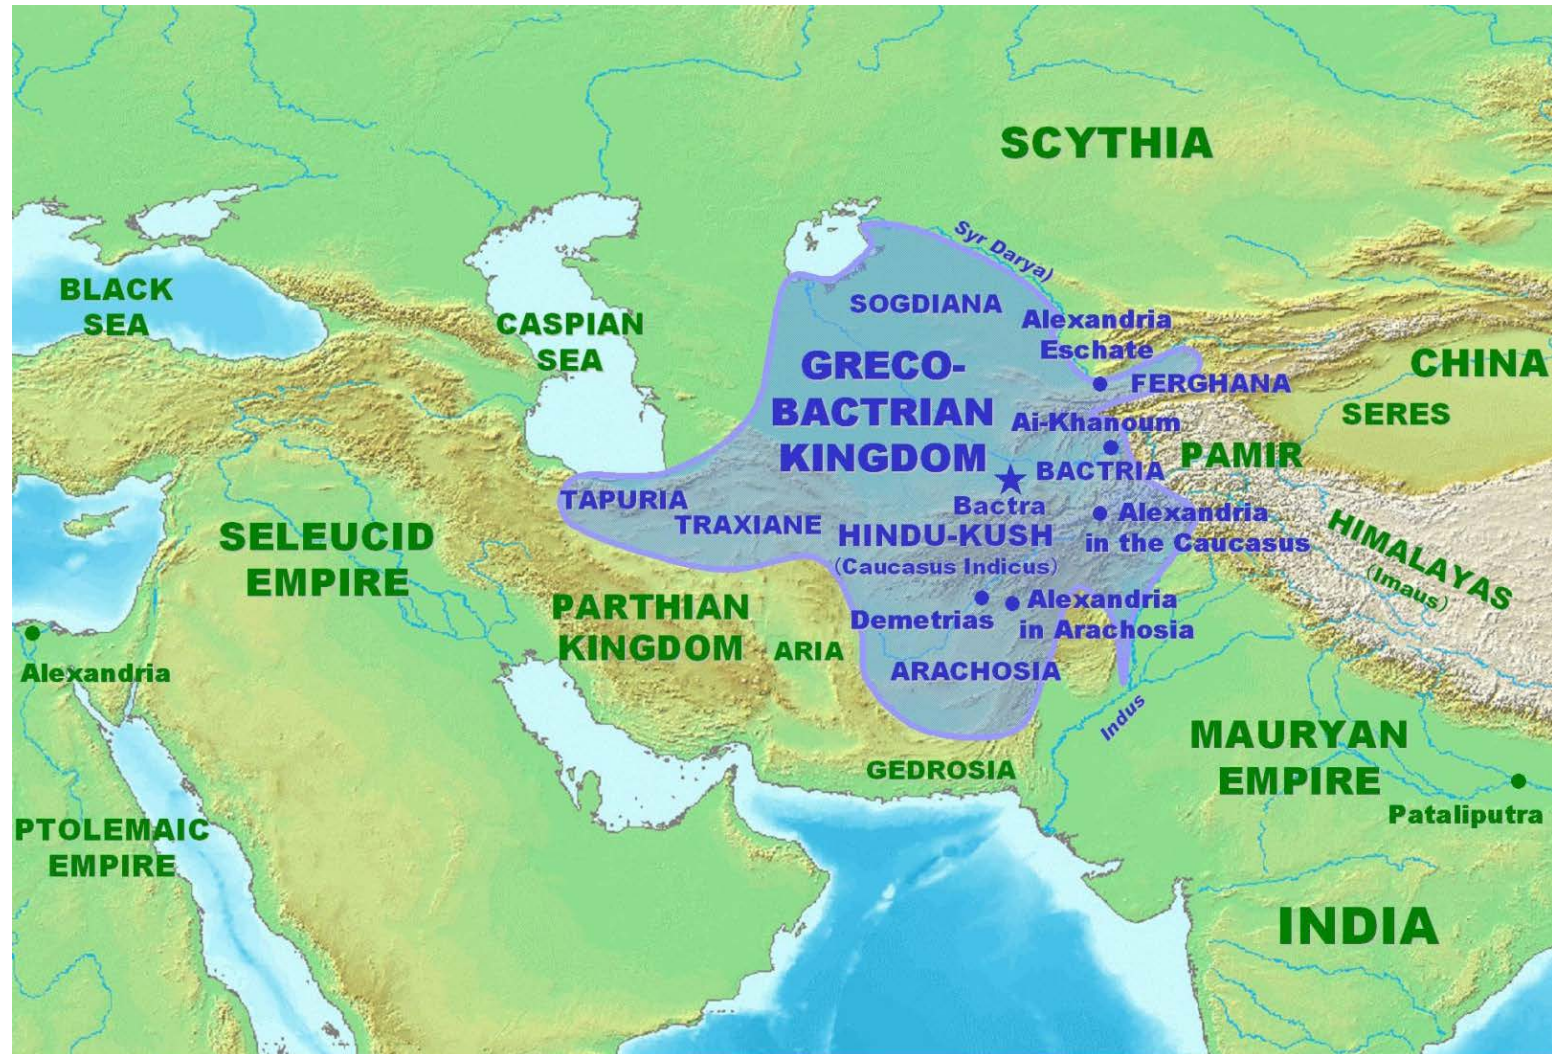 SCYTHIA
Syr Darya)
BLACK
SEA
CASPIAN
SEA
SOGDIANA
Alexandria
Eschate
GRECO-
BACTRIAN
KINGDOM
FERGHANA
CHINA
SERES
Ai-Khanoum
PAMIR
BACTRIA
Bactra
TAPURIA
TRAXIANE
HINDU-KUSH
(Caucasus Indicus)
Alexandria
in the Caucasus
HIMALAYAS
(Imaus)
SELEUCID
EMPIRE
PARTHIAN
KINGDOM
ARIA
Demetrias
Alexandria
in Arachosia
ARACHOSIA
Alexandria
Indus
MAURYAN
EMPIRE
GEDROSIA
Pataliputra
PTOLEMAIC
EMPIRE
INDIA